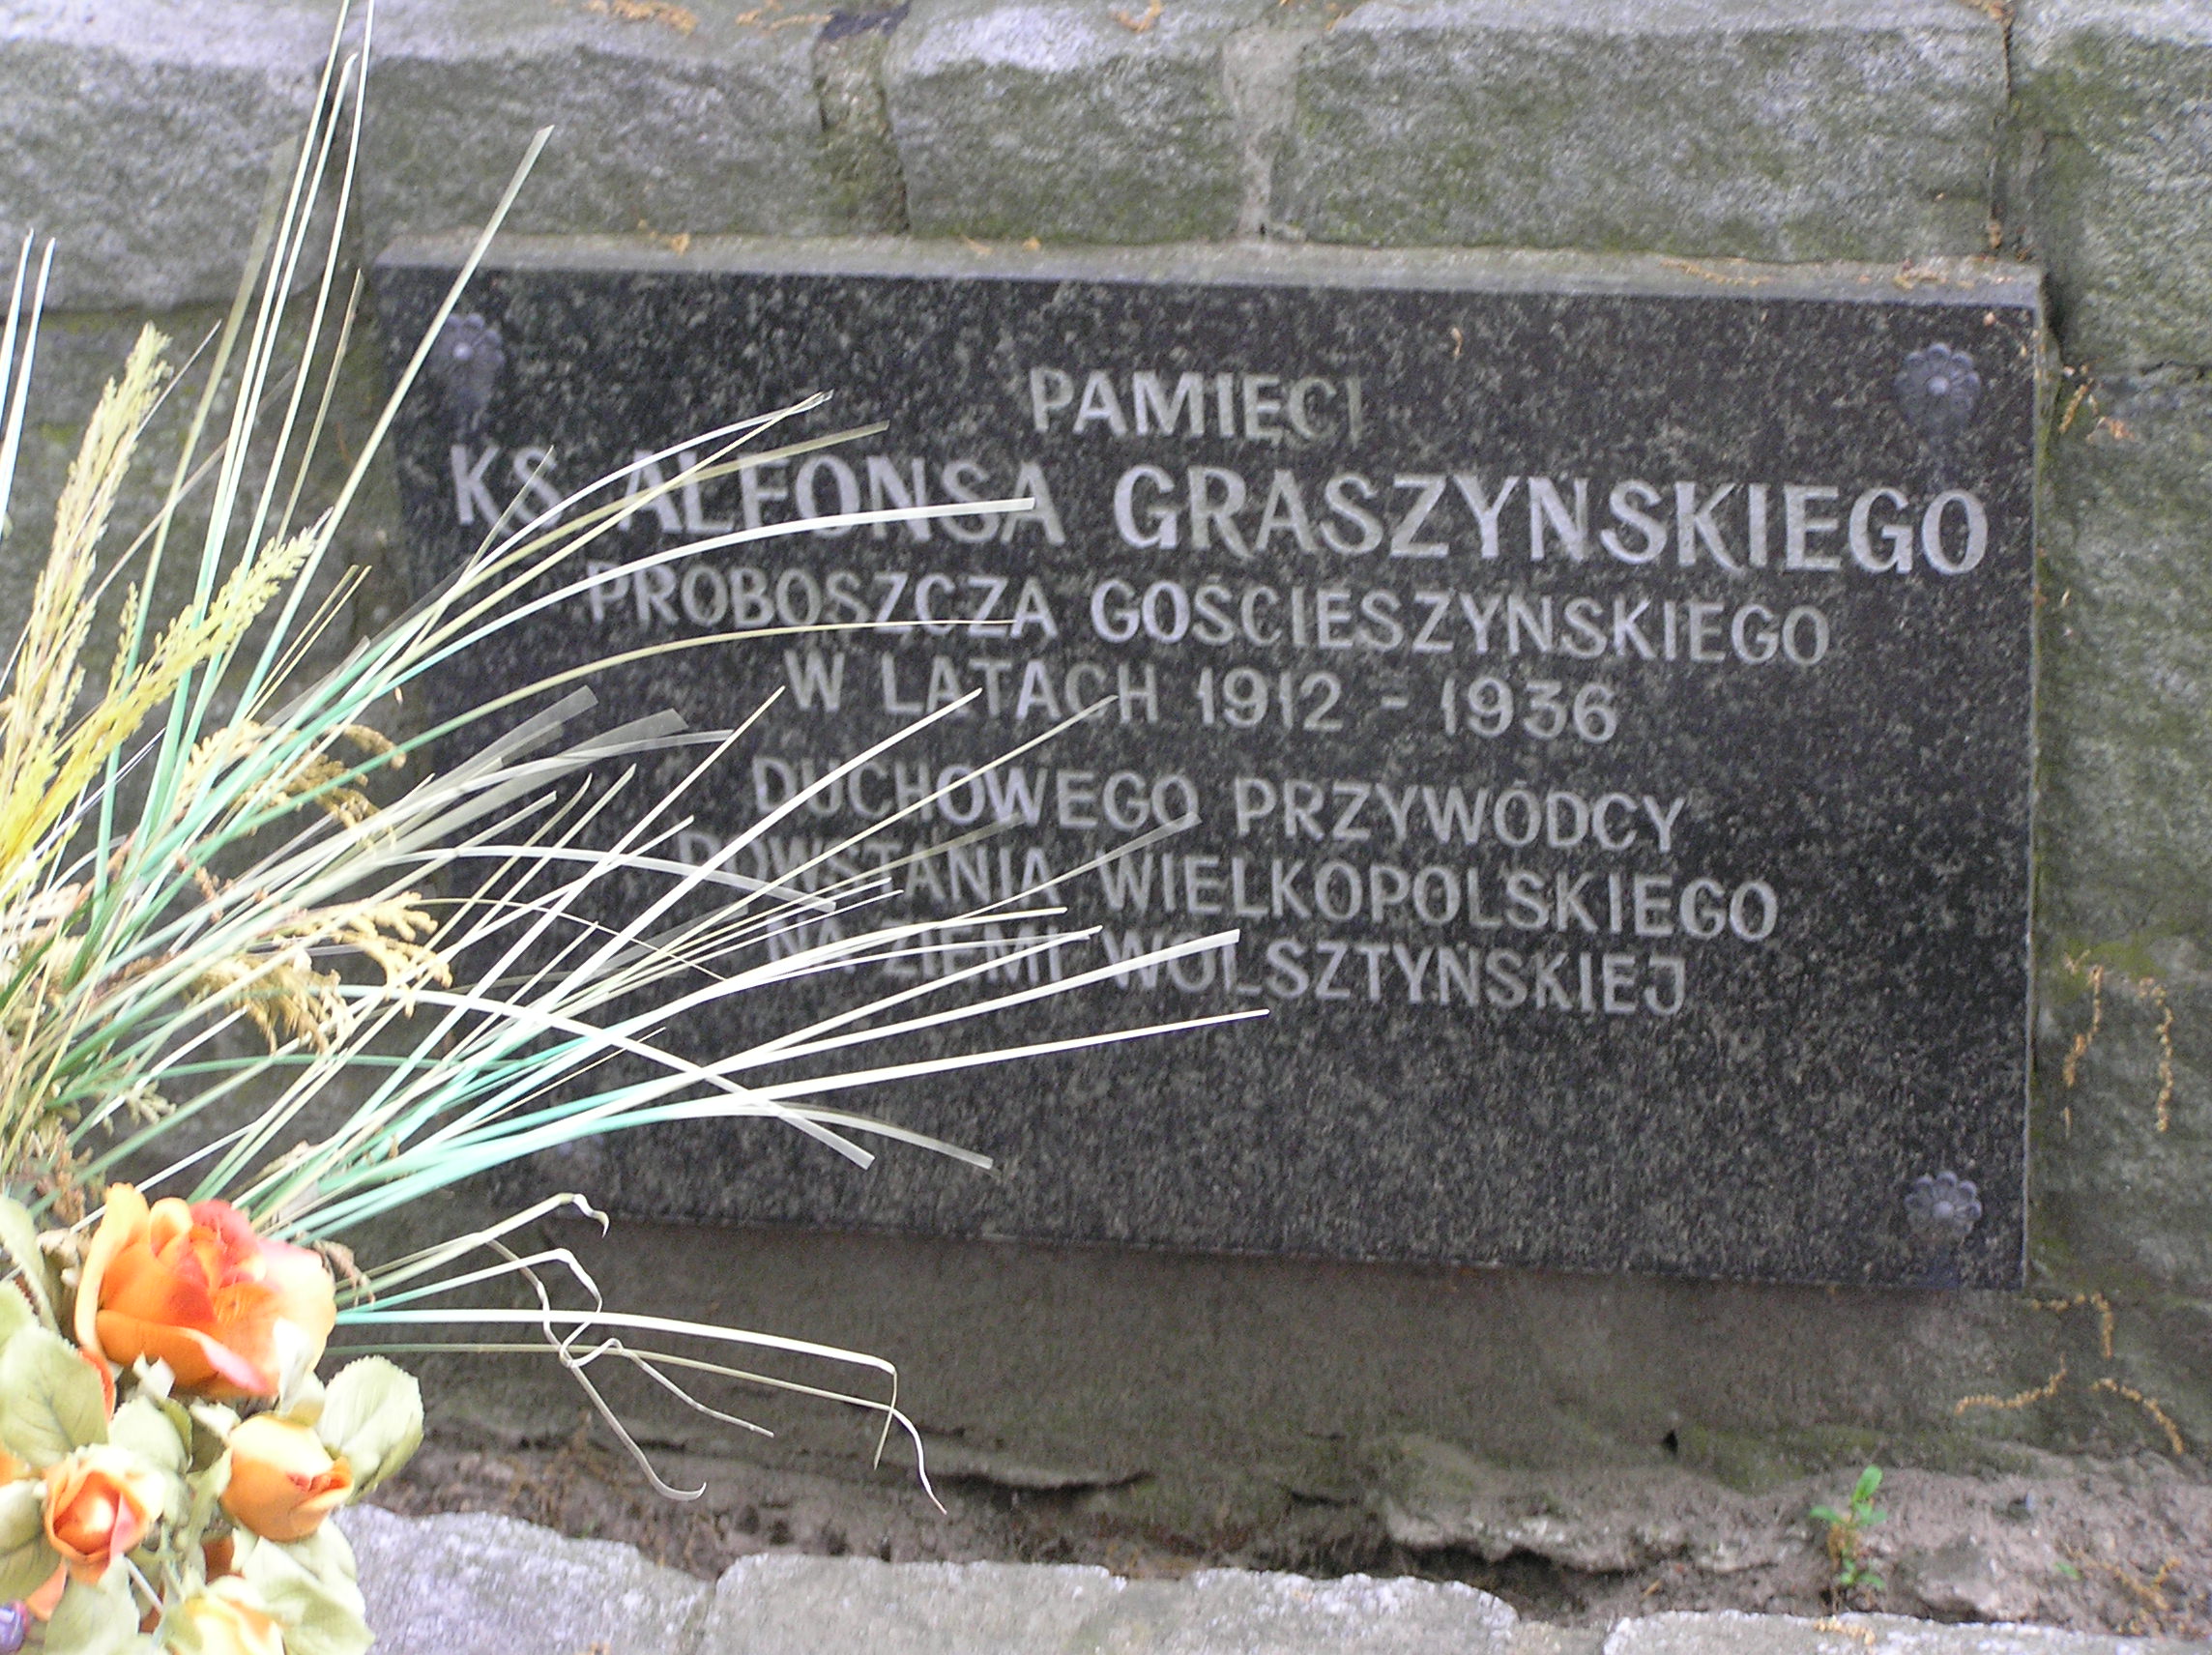 PAMIĘCI
KS ALFONSA GRASZYŃSKIEGO
PROBOSZCZA GOŚCIESZYŃSKIEGO
W LATACH 1912 - 1936
DUCHOWEGO PRZYWÓDCY
POWSTANIA WIELKOPOLSKIEGO
NA ZIEMI WOLSZTYŃSKIEJ